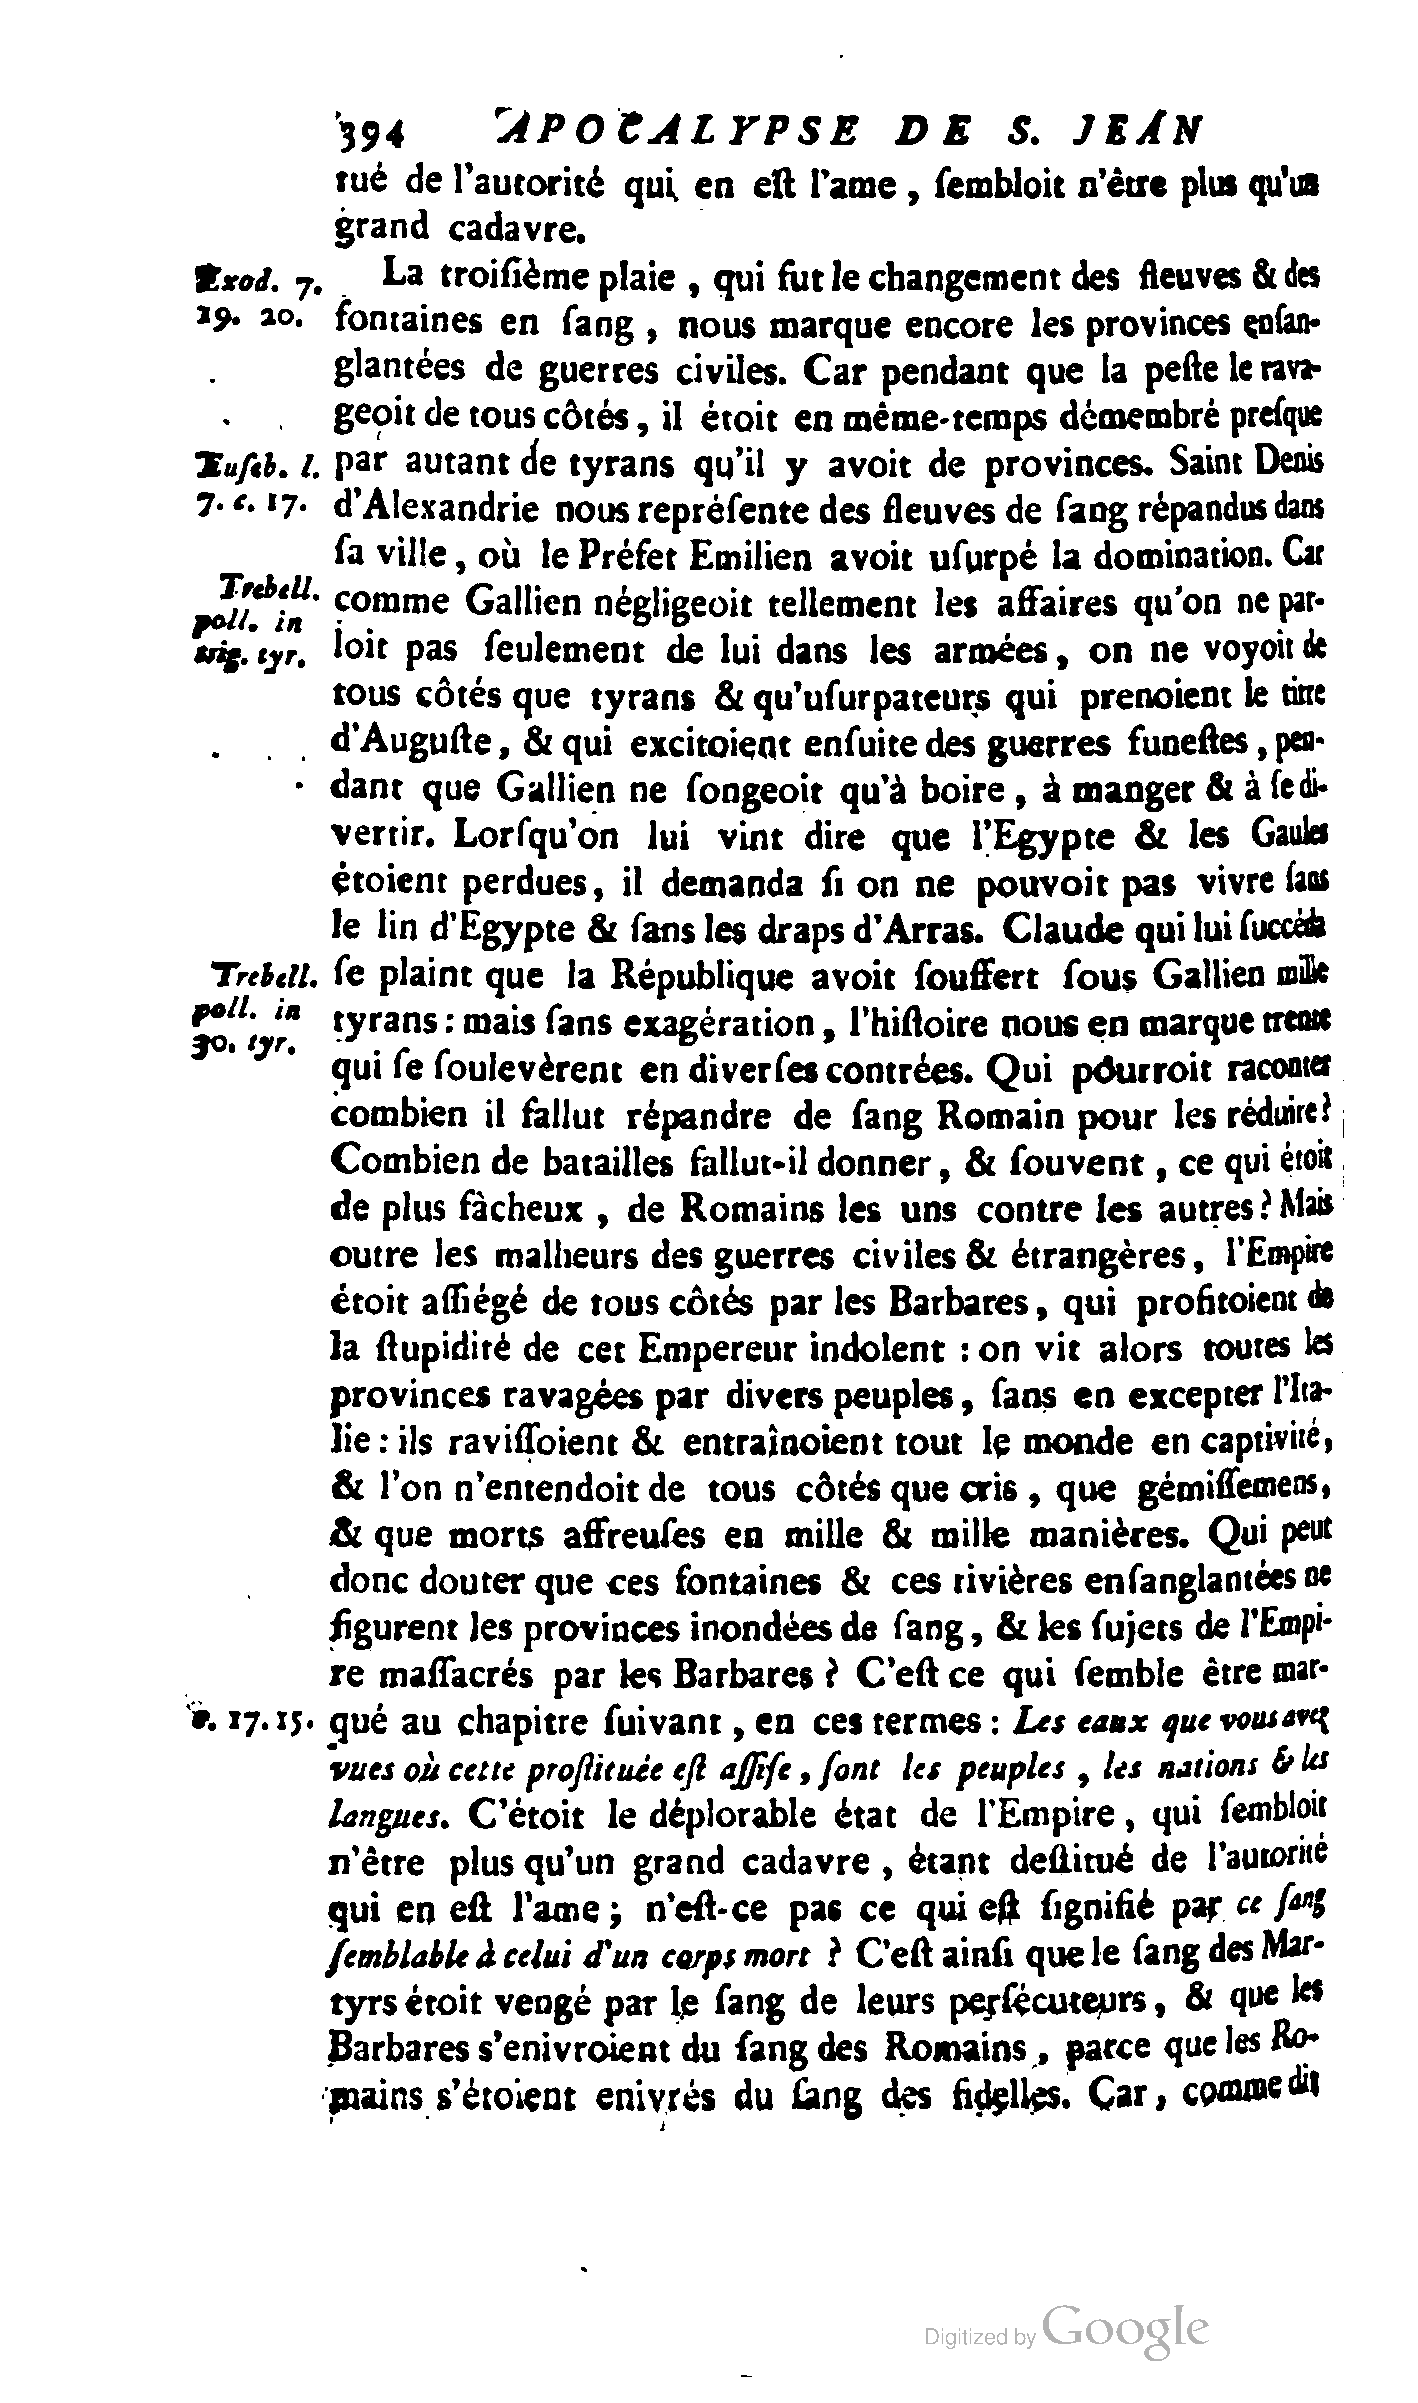 394 APOCALYPSE DE S. JEAN
tué de l'autorité qui en eſt l'ame, ſembloit n'être plus qu'un
grand cadavre.
Exod. 7.
19. 20.
La troiſième plaie, qui fut le changement des fleuves & des
fontaines en ſang, nous marque encore les provinces enſan-
glantées de guerres civiles. Car pendant que la peſte le rava-
geoit de tous côtés, il étoit en même-temps démembré preſque
Euſeb. l.
7. c. 17.
par autant de tyrans qu'il y avoit de provinces. Saint Denis
d'Alexandrie nous repréſente des fleuves de ſang répandus dans
ſa ville, où le Préfet Emilien avoit uſurpé la domination. Car
Trebell.
poll. in
trig. tyr.
comme Gallien négligeoit tellement les affaires qu'on ne par-
loit pas ſeulement de lui dans les armées, on ne voyoit de
tous côtés que tyrans & qu'uſurpateurs qui prenoient le titre
d'Auguſte, & qui excitoient enſuite des guerres funeſtes, pen-
dant que Gallien ne ſongeoit qu'à boire, à manger & à ſe di-
vertir. Lorſqu'on lui vint dire que l'Egypte & les Gaules
étoient perdues, il demanda ſi on ne pouvoit pas vivre ſans
le lin d'Egypte & ſans les draps d'Arras. Claude qui lui ſuccéda
Trebell.
poll. in
30. tyr.
ſe plaint que la République avoit ſouffert ſous Gallien mille
tyrans: mais ſans exagération, l'hiſtoire nous en marque trente
qui ſe ſoulevèrent en diverſes contrées. Qui pourroit raconter
combien il fallut répandre de ſang Romain pour les réduire?
Combien de batailles fallut-il donner, & ſouvent, ce qui étoit
de plus fâcheux, de Romains les uns contre les autres? Mais
outre les malheurs des guerres civiles & étrangères, l'Empire
étoit aſſiégé de tous côtés par les Barbares, qui profitoient de
la ſtupidité de cet Empereur indolent: on vit alors toutes les
provinces ravagées par divers peuples, ſans en excepter l'Ita-
lie: ils raviſſoient & entraînoient tout le monde en captivité,
& l'on n'entendoit de tous côtés que cris, que gémiſſemens,
& que morts affreuſes en mille & mille manières. Qui peut
donc douter que ces fontaines & ces rivières enſanglantées ne
figurent les provinces inondées de ſang, & les ſujets de l'Empi-
re maſſacrés par les Barbares? C'eſt ce qui ſemble être mar-
c. 17. 15.
qué au chapitre ſuivant, en ces termes: Les eaux que vous avez
vues où cette proſtituée eſt aſſiſe, ſont les peuples, les nations & les
langues. C'étoit le déplorable état de l'Empire, qui ſembloit
n'être plus qu'un grand cadavre, étant deſtitué de l'autorité
qui en eſt l'ame; n'eſt-ce pas ce qui eſt ſignifié par ce ſang
ſemblable à celui d'un corps mort? C'eſt ainſi que le ſang des Mar-
tyrs étoit vengé par le ſang de leurs perſécuteurs, & que les
Barbares s'enivroient du ſang des Romains, parce que les Ro-
mains s'étoient enivrés du ſang des fidelles. Car, comme dit
Digitized by Google